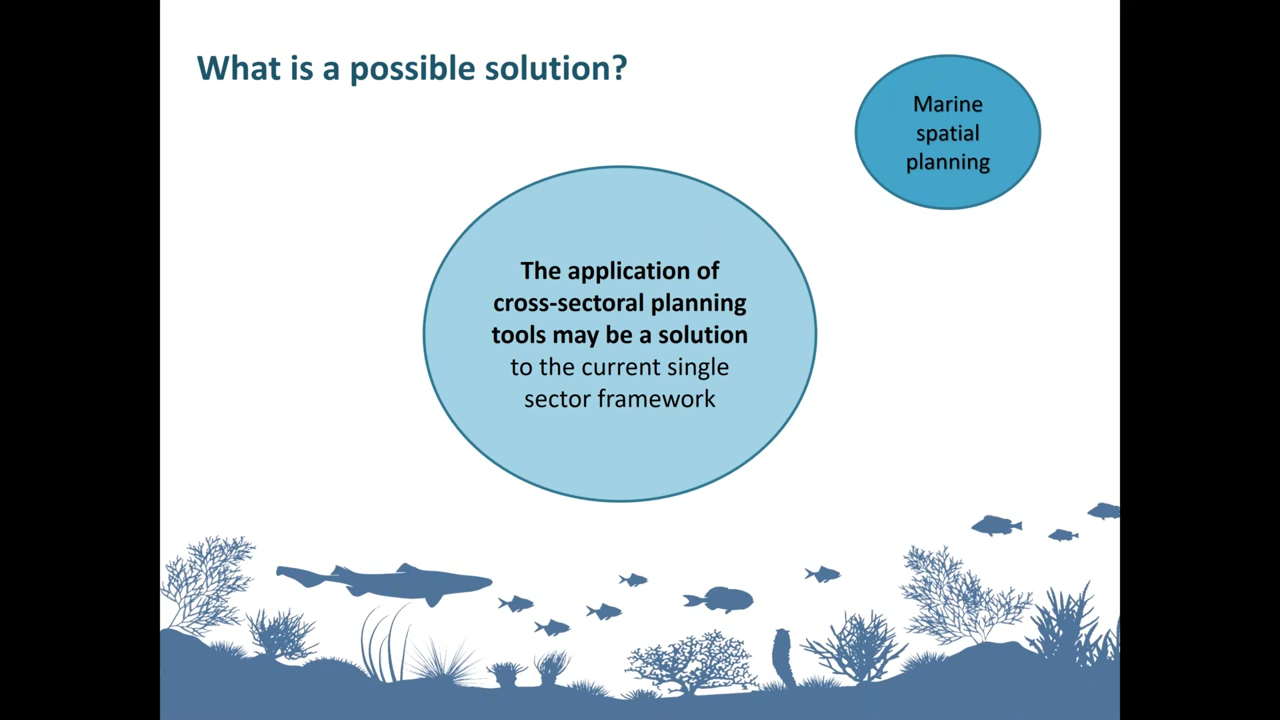 What is a possible solution?
Marine
spatial
planning
The application of
cross-sectoral planning
tools may be a solution
to the current single
sector framework